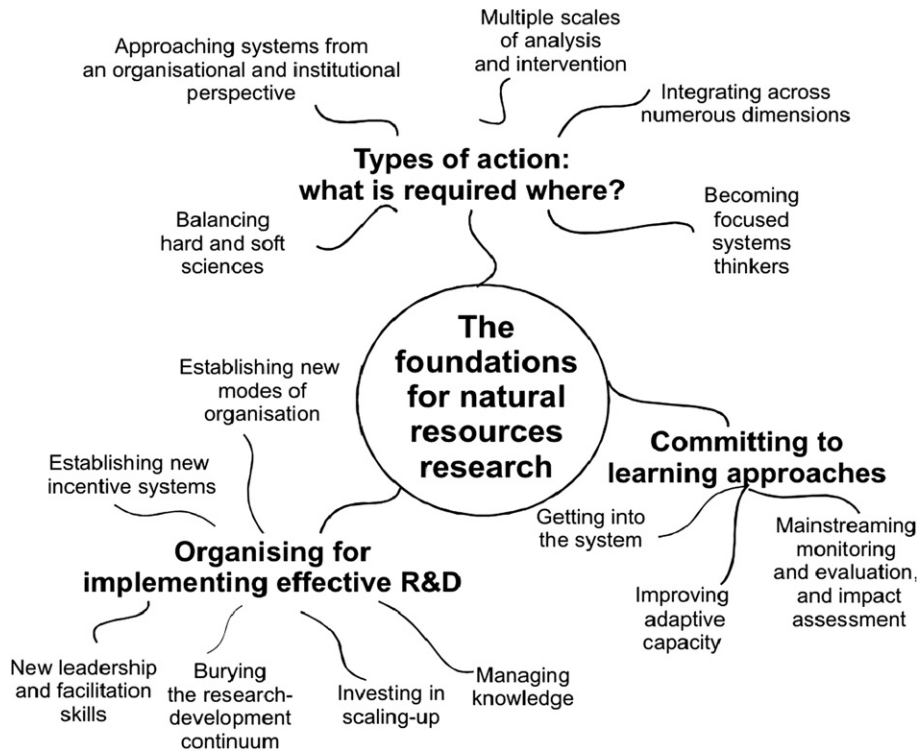 Approaching systems from
an organisational and institutional
perspective
Multiple scales
of analysis
and intervention
Integrating across
numerous dimensions
Types of action:
what is required where?
Balancing
hard and soft
sciences
Becoming
focused
systems
thinkers
The
foundations
for natural
resources
research
Establishing new
modes of
organisation
Establishing new
incentive systems
Organising for
implementing effective R&D
New leadership
and facilitation
skills
Burying
the research-
development
continuum
Investing in
scaling-up
Managing
knowledge
Committing to
learning approaches
Getting into
the system
Improving
adaptive
capacity
Mainstreaming
monitoring
and evaluation,
and impact
assessment